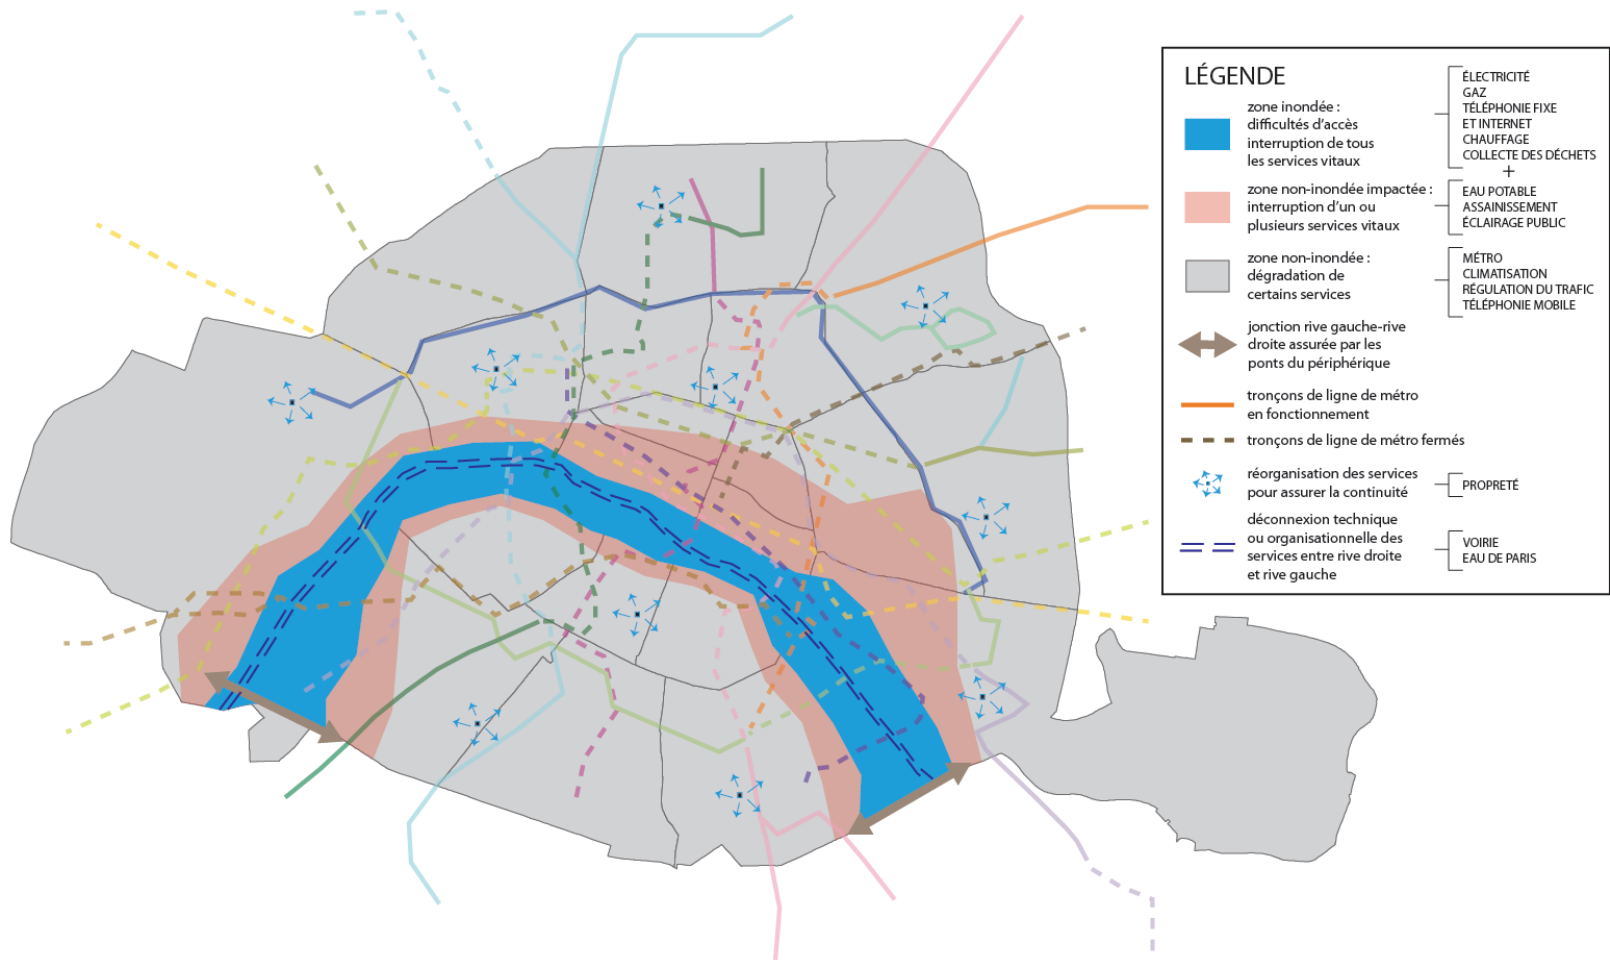 LÉGENDE
zone inondée :
difficultés d'accès
interruption de tous
les services vitaux
ÉLECTRICITÉ
GAZ
TÉLÉPHONIE FIXE
ET INTERNET
CHAUFFAGE
COLLECTE DES DÉCHETS
+
zone non-inondée impactée :
interruption d'un ou
plusieurs services vitaux
EAU POTABLE
ASSAINISSEMENT
ÉCLAIRAGE PUBLIC
zone non-inondée :
dégradation de
certains services
MÉTRO
CLIMATISATION
RÉGULATION DU TRAFIC
TÉLÉPHONIE MOBILE
jonction rive gauche-rive
droite assurée par les
ponts du périphérique
tronçons de ligne de métro
en fonctionnement
tronçons de ligne de métro fermés
réorganisation des services
pour assurer la continuité
PROPRETÉ
déconnexion technique
ou organisationnelle des
services entre rive droite
et rive gauche
VOIRIE
EAU DE PARIS